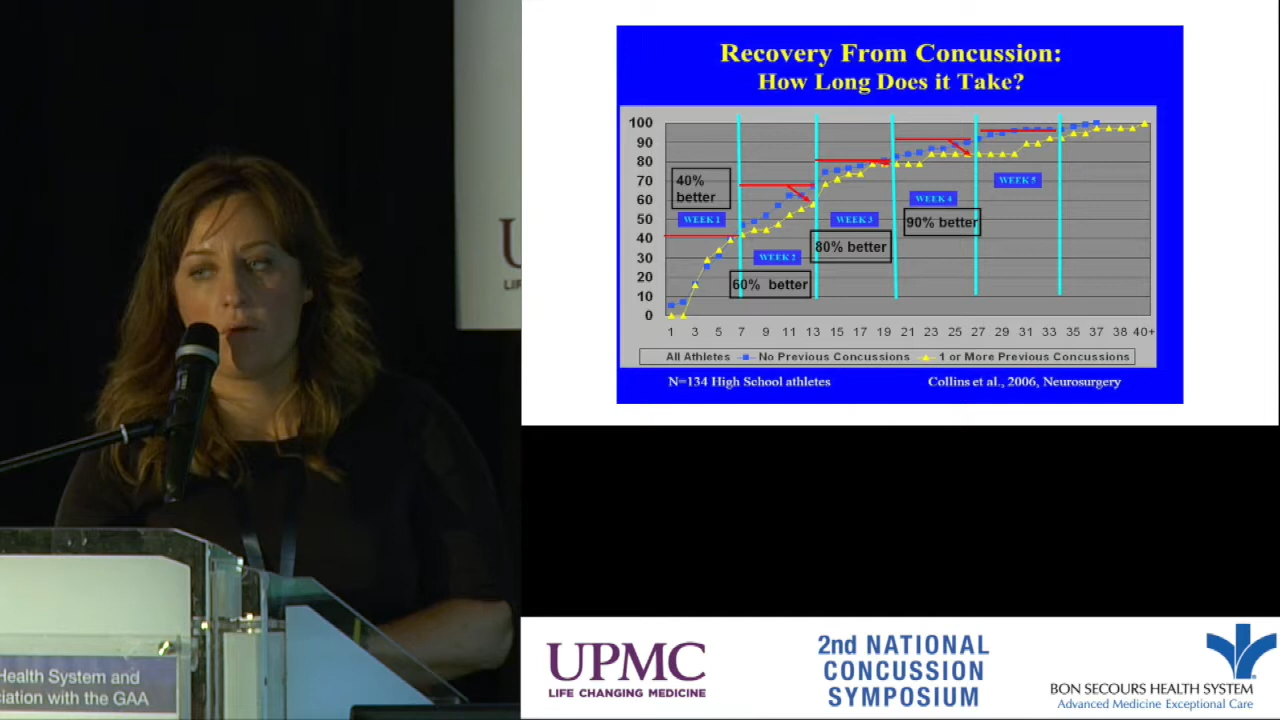 Recovery From Concussion:
How Long Does it Take?
100
90
80
70
60
50
40
30
20
10
0
40%
better
WEEK 1
WEEK 2
60% better
WEEK 3
80% better
WEEK 4
90% better
WEEK 5
1 3 5 7 9 11 13 15 17 19 21 23 25 27 29 31 33 35 37 38 40+
All Athletes No Previous Concussions 1 or More Previous Concussions
N=134 High School athletes Collins et al., 2006, Neurosurgery
Health System and
ciation with the GAA
UPMC
LIFE CHANGING MEDICINE
2nd NATIONAL
CONCUSSION
SYMPOSIUM
BON SECOURS HEALTH SYSTEM
Advanced Medicine Exceptional Care